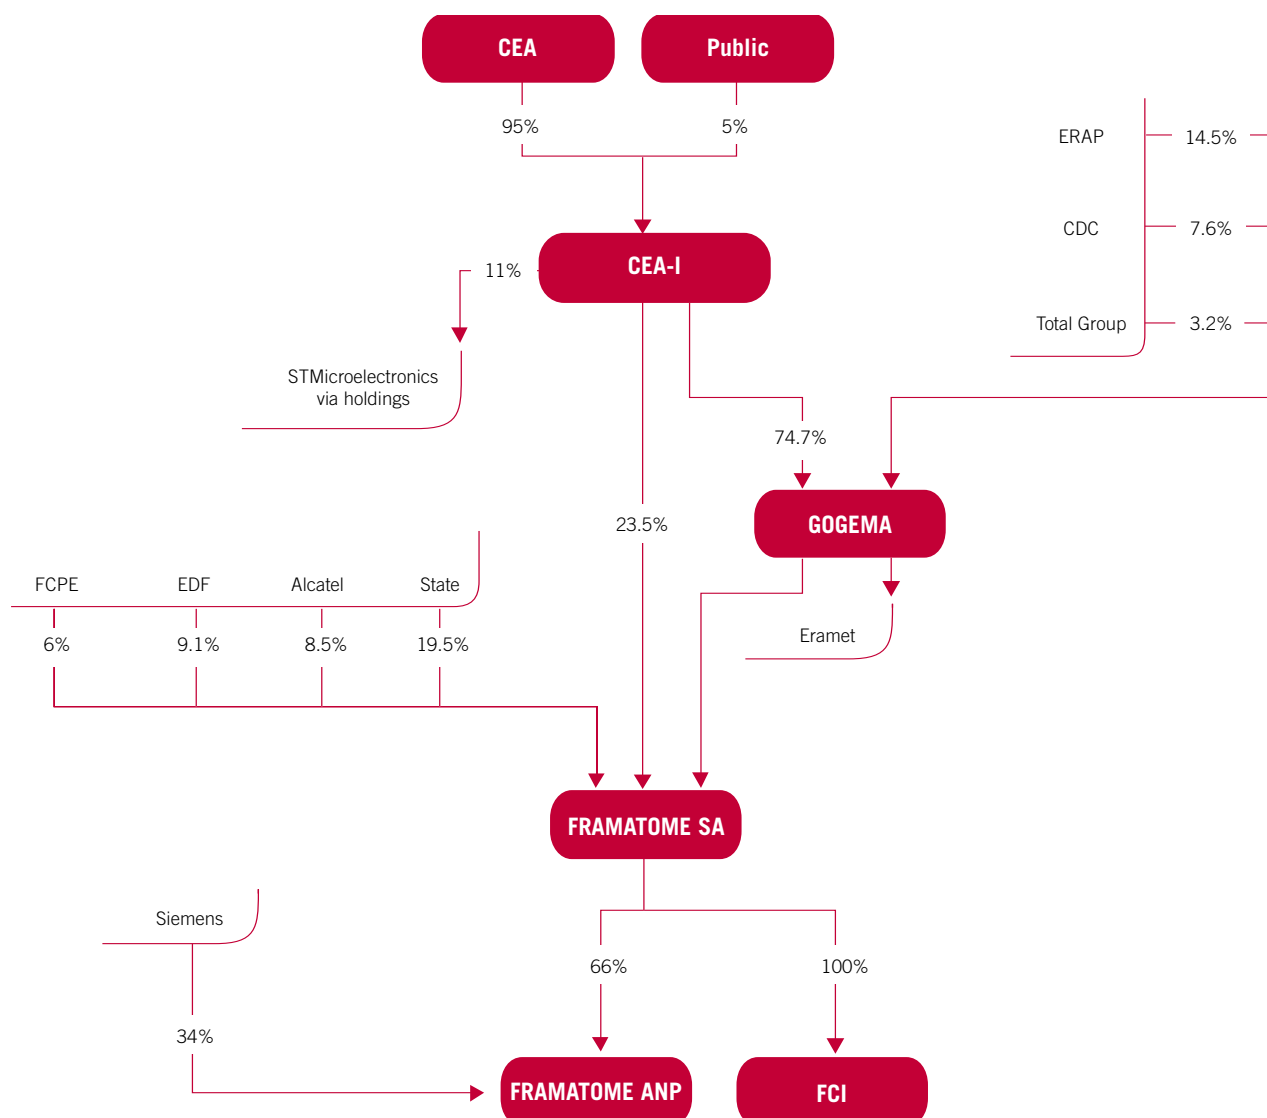 CEA
Public
95%
5%
ERAP
14.5%
CDC
7.6%
CEA-I
11%
Total Group
3.2%
STMicroelectronics
via holdings
74.7%
23.5%
GOGEMA
FCPE
EDF
Alcatel
State
6%
9.1%
8.5%
19.5%
Eramet
FRAMATOME SA
Siemens
66%
100%
34%
FRAMATOME ANP
FCI